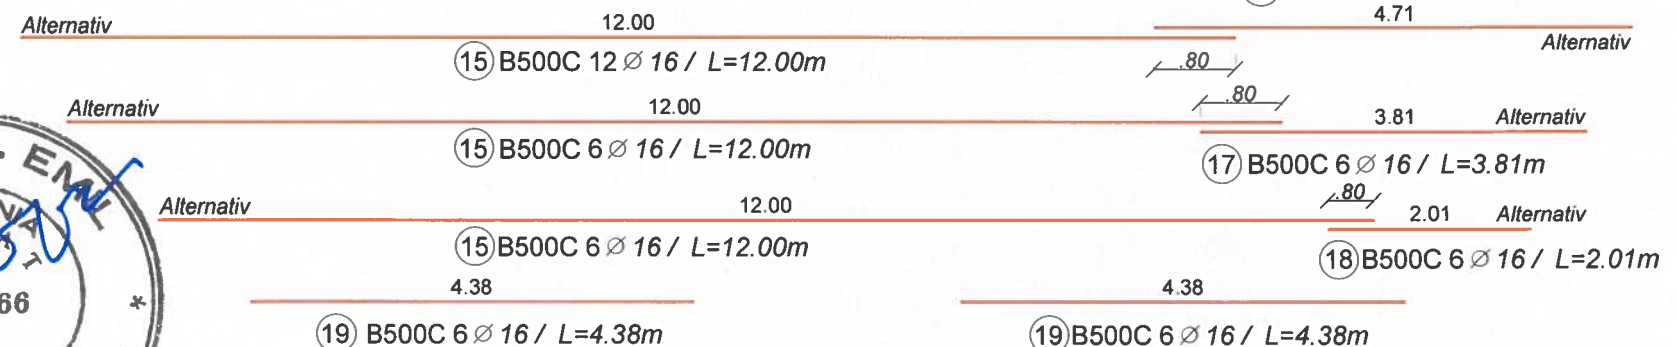 Alternativ 12.00 4.71
Alternativ
15 B500C 12 ∅ 16 / L=12.00m .80
.80
Alternativ 12.00 3.81 Alternativ
15 B500C 6 ∅ 16 / L=12.00m 17 B500C 6 ∅ 16 / L=3.81m
.80
Alternativ 12.00 2.01 Alternativ
15 B500C 6 ∅ 16 / L=12.00m 18 B500C 6 ∅ 16 / L=2.01m
4.38 4.38
19 B500C 6 ∅ 16 / L=4.38m 19 B500C 6 ∅ 16 / L=4.38m
66 *